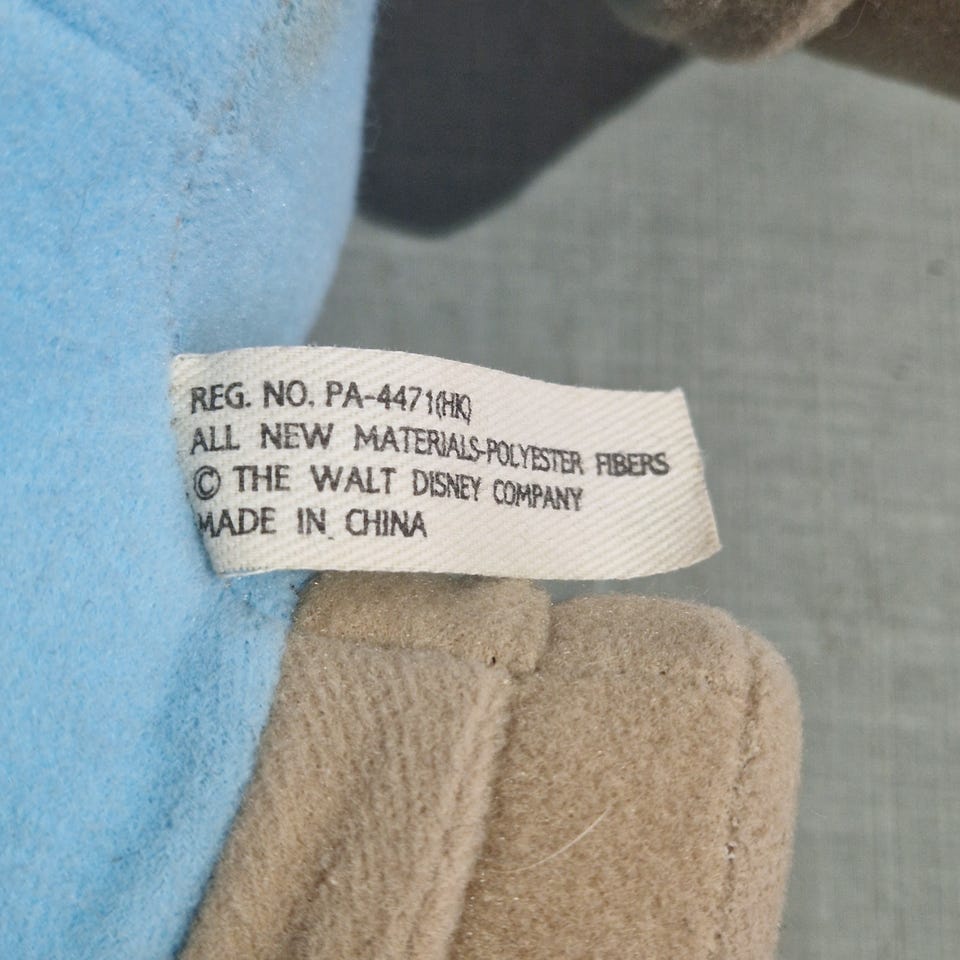 REG. NO. PA-4471(HK)
ALL NEW MATERIALS-POLYESTER FIBERS
© THE WALT DISNEY COMPANY
MADE IN CHINA